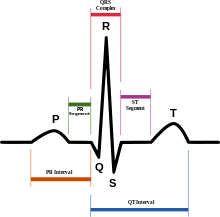 QRS
Complex
R
P
PR
Segment
ST
Segment
T
Q
S
PR Interval
QT Interval